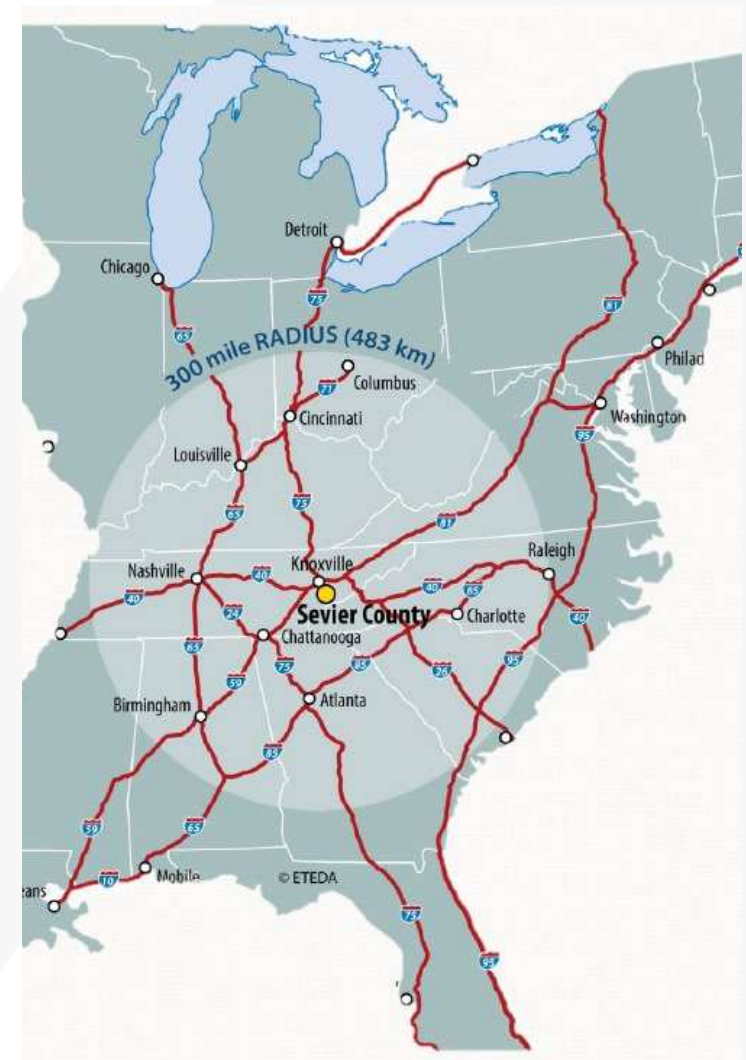 Detroit
Chicago
75
81
65
300 mile RADIUS (483 km)
Philad
Columbus
71
Cincinnati
Washington
95
Louisville
65
75
81
Raleigh
Nashville
40
Knoxville
40
40
85
Sevier County
Charlotte
24
Chattanooga
40
65
75
85
95
59
26
Birmingham
Atlanta
85
59
65
10
Mobile
© ETEDA
eans
75
95